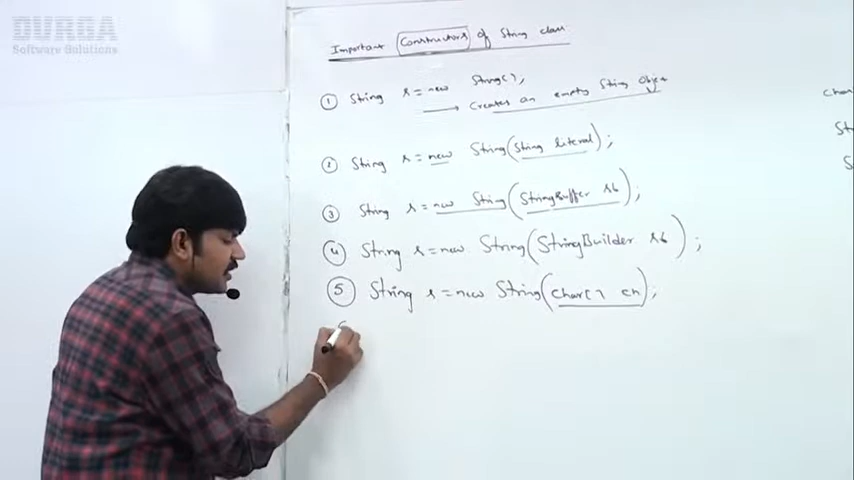 DURGA
Software Solutions
Important Constructors of String class
① String s = new String();
→ Creates an empty String Object
② String s = new String(String literal);
③ String s = new String(StringBuffer sb);
④ String s = new String(StringBuilder sb);
⑤ String s = new String(char[] ch);
char
St
S